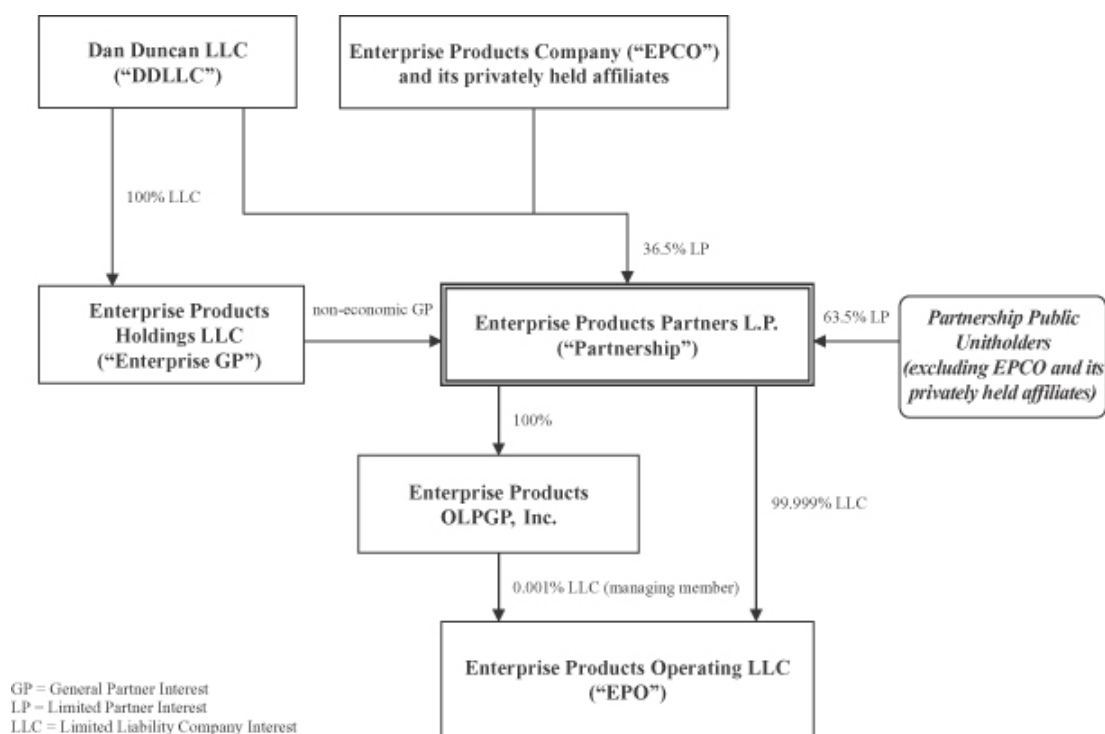 Dan Duncan LLC
(“DDLLC”)
Enterprise Products Company (“EPCO”)
and its privately held affiliates
100% LLC
36.5% LP
Enterprise Products
Holdings LLC
(“Enterprise GP”)
non-economic GP
Enterprise Products Partners L.P.
(“Partnership”)
63.5% LP
Partnership Public
Unitholders
(excluding EPCO and its
privately held affiliates)
100%
Enterprise Products
OLPGP, Inc.
99.999% LLC
0.001% LLC (managing member)
Enterprise Products Operating LLC
(“EPO”)
GP = General Partner Interest
LP = Limited Partner Interest
LLC = Limited Liability Company Interest